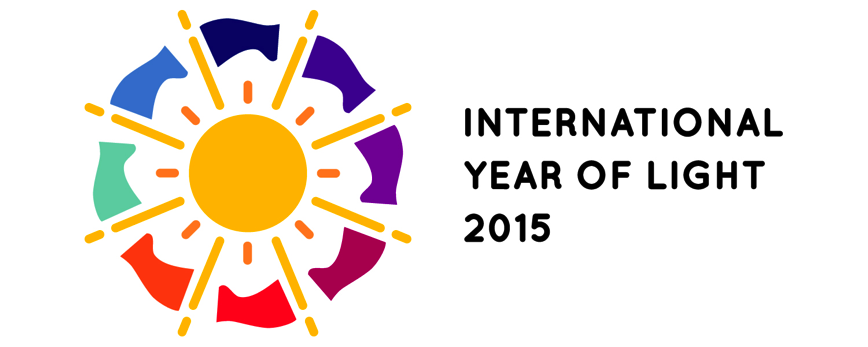 INTERNATIONAL
YEAR OF LIGHT
2015